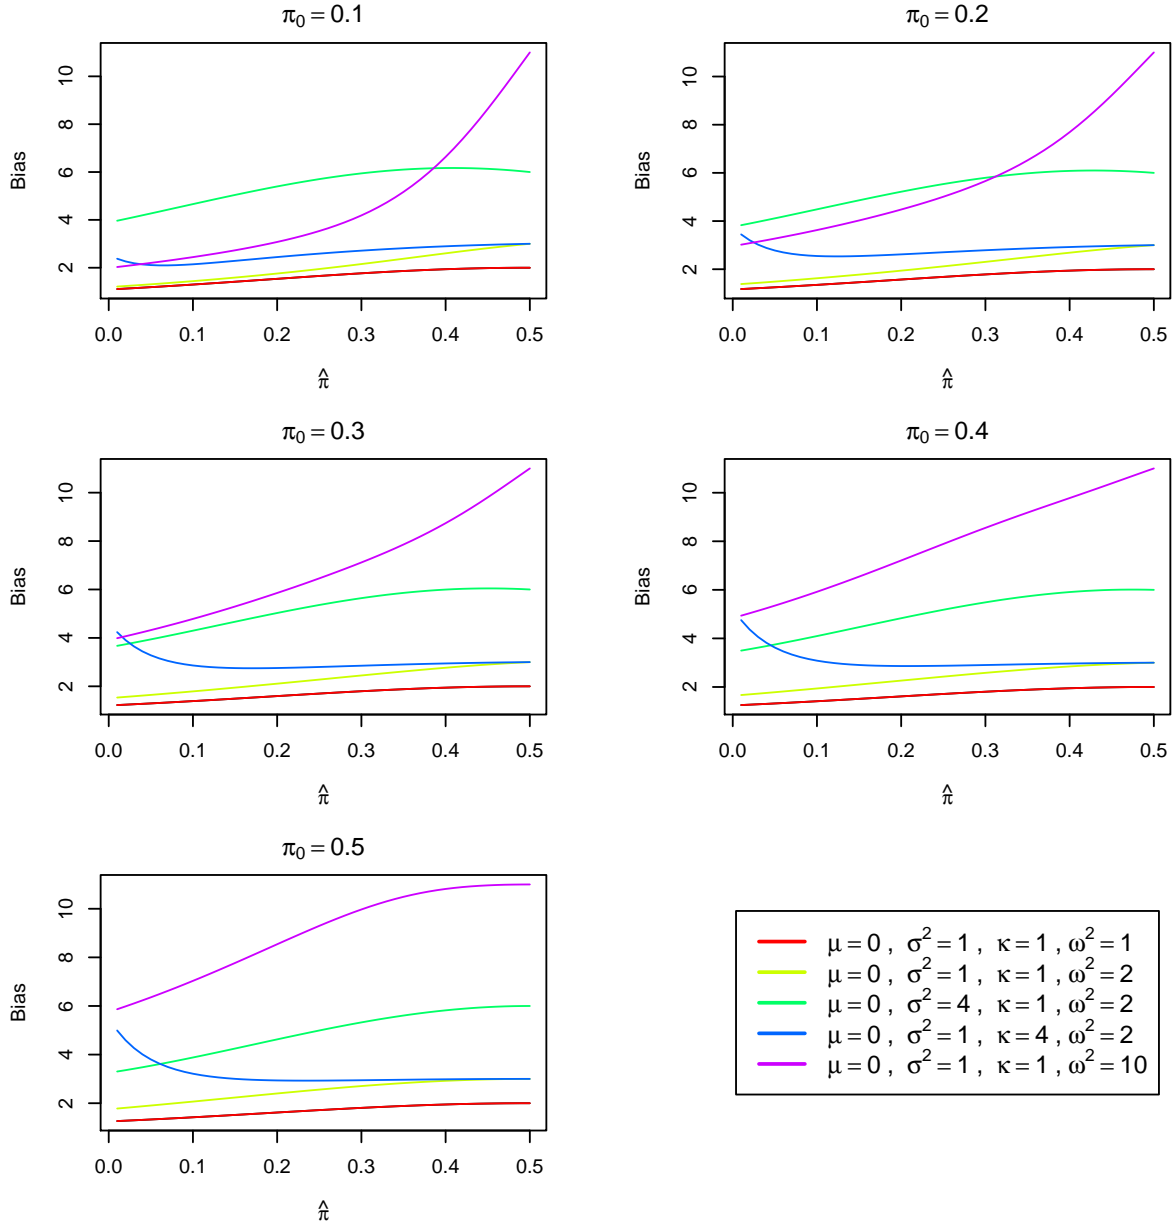 π₀ = 0.1
Bias
2 4 6 8 10
0.0 0.1 0.2 0.3 0.4 0.5
π̂
π₀ = 0.2
Bias
2 4 6 8 10
0.0 0.1 0.2 0.3 0.4 0.5
π̂
π₀ = 0.3
Bias
2 4 6 8 10
0.0 0.1 0.2 0.3 0.4 0.5
π̂
π₀ = 0.4
Bias
2 4 6 8 10
0.0 0.1 0.2 0.3 0.4 0.5
π̂
π₀ = 0.5
Bias
2 4 6 8 10
0.0 0.1 0.2 0.3 0.4 0.5
π̂
μ = 0 , σ² = 1 , κ = 1 , ω² = 1
μ = 0 , σ² = 1 , κ = 1 , ω² = 2
μ = 0 , σ² = 4 , κ = 1 , ω² = 2
μ = 0 , σ² = 1 , κ = 4 , ω² = 2
μ = 0 , σ² = 1 , κ = 1 , ω² = 10